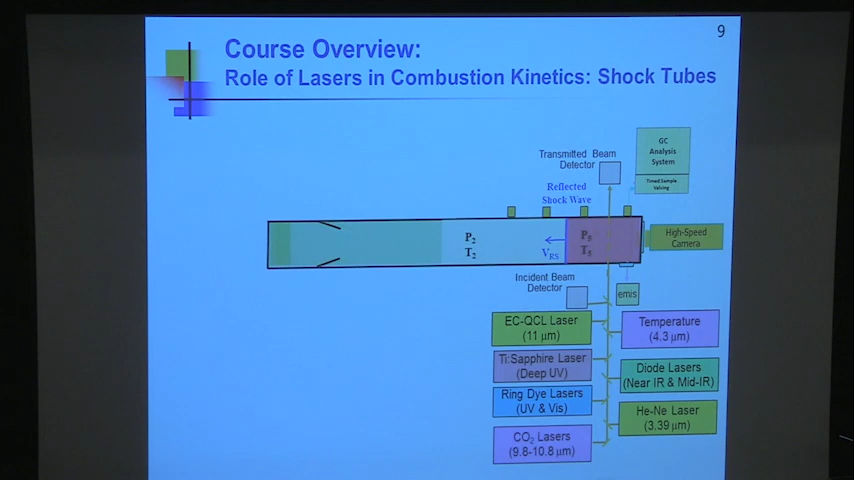 9
Course Overview:
Role of Lasers in Combustion Kinetics: Shock Tubes
Transmitted Beam
Detector
GC
Analysis
System
Timed Sample
Valving
Reflected
Shock Wave
P2
T2
VRS
P5
T5
High-Speed
Camera
Incident Beam
Detector
emis
EC-QCL Laser
(11 µm)
Temperature
(4.3 µm)
Ti:Sapphire Laser
(Deep UV)
Diode Lasers
(Near IR & Mid-IR)
Ring Dye Lasers
(UV & Vis)
He-Ne Laser
(3.39 µm)
CO2 Lasers
(9.8-10.8 µm)